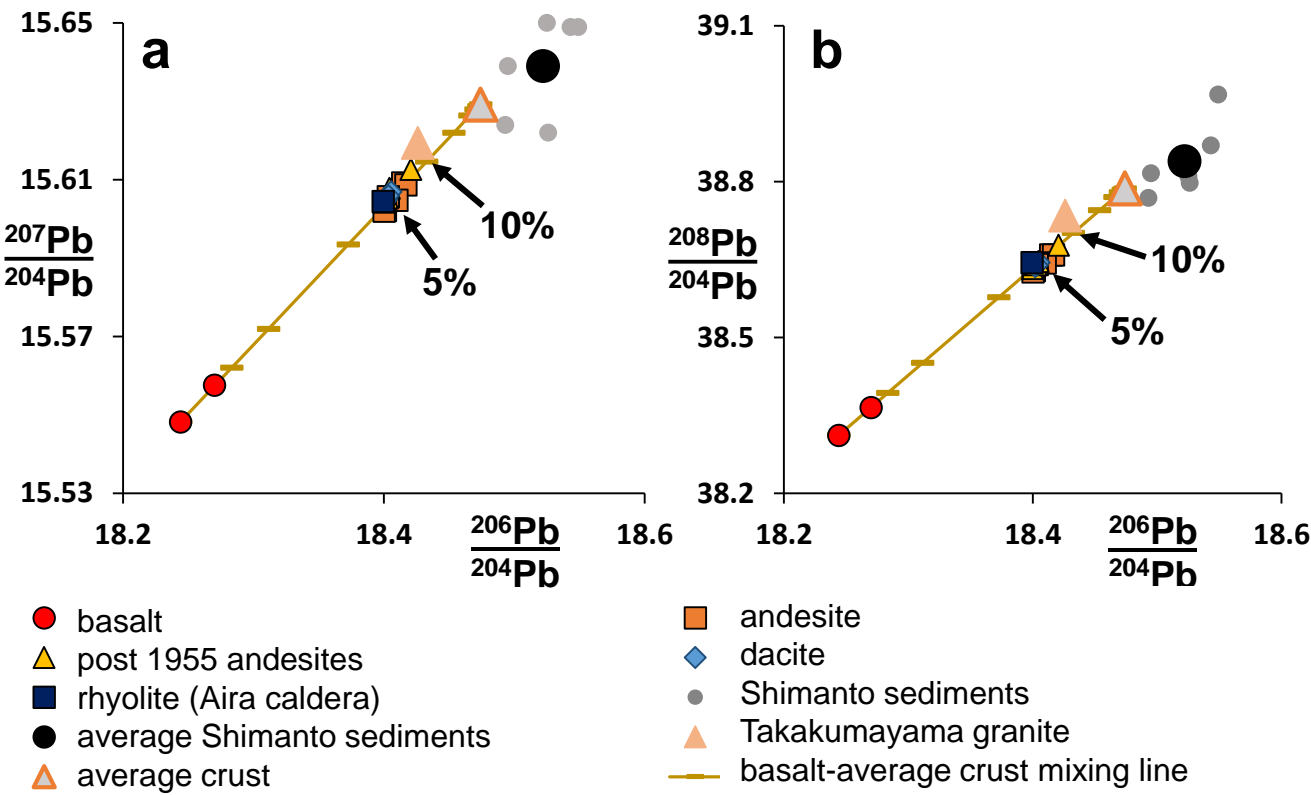 a
15.65
15.61
15.57
15.53
207Pb
204Pb
10%
5%
18.2
18.4
18.6
206Pb
204Pb
b
39.1
38.8
38.5
38.2
208Pb
204Pb
10%
5%
18.2
18.4
18.6
206Pb
204Pb
basalt
post 1955 andesites
rhyolite (Aira caldera)
average Shimanto sediments
average crust
andesite
dacite
Shimanto sediments
Takakumayama granite
basalt-average crust mixing line